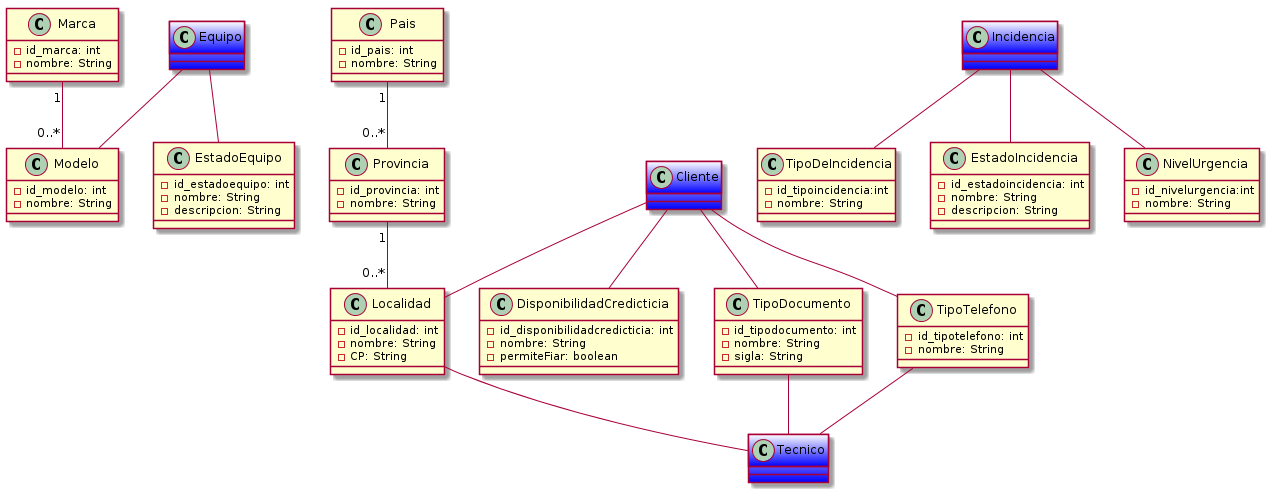 C Marca
id_marca: int
nombre: String
C Equipo
C Pais
id_pais: int
nombre: String
C Incidencia
1
0..*
1
0..*
C Modelo
id_modelo: int
nombre: String
C EstadoEquipo
id_estadoequipo: int
nombre: String
descripcion: String
C Provincia
id_provincia: int
nombre: String
C Cliente
C TipoDeIncidencia
id_tipoincidencia:int
nombre: String
C EstadoIncidencia
id_estadoincidencia: int
nombre: String
descripcion: String
C NivelUrgencia
id_nivelurgencia:int
nombre: String
1
0..*
C Localidad
id_localidad: int
nombre: String
CP: String
C DisponibilidadCredicticia
id_disponibilidadcredicticia: int
nombre: String
permiteFiar: boolean
C TipoDocumento
id_tipodocumento: int
nombre: String
sigla: String
C TipoTelefono
id_tipotelefono: int
nombre: String
C Tecnico